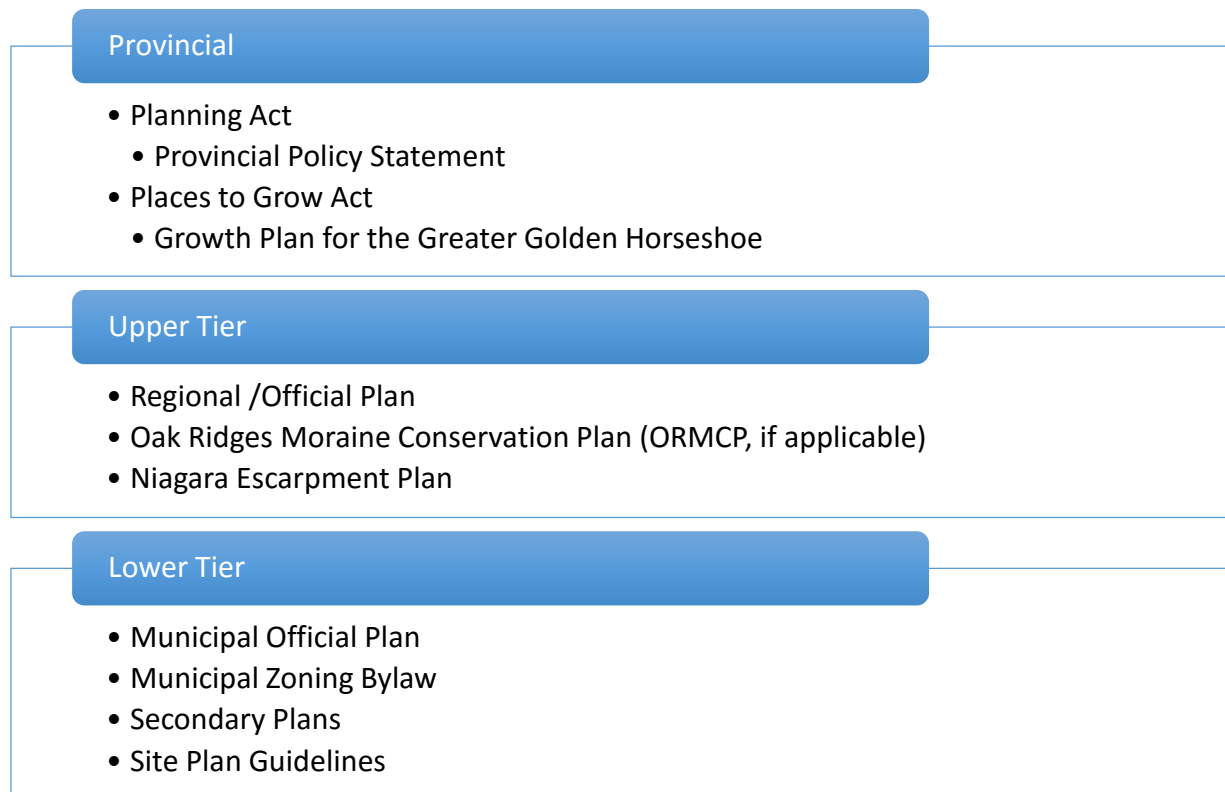 Provincial
• Planning Act
• Provincial Policy Statement
• Places to Grow Act
• Growth Plan for the Greater Golden Horseshoe
Upper Tier
• Regional /Official Plan
• Oak Ridges Moraine Conservation Plan (ORMCP, if applicable)
• Niagara Escarpment Plan
Lower Tier
• Municipal Official Plan
• Municipal Zoning Bylaw
• Secondary Plans
• Site Plan Guidelines